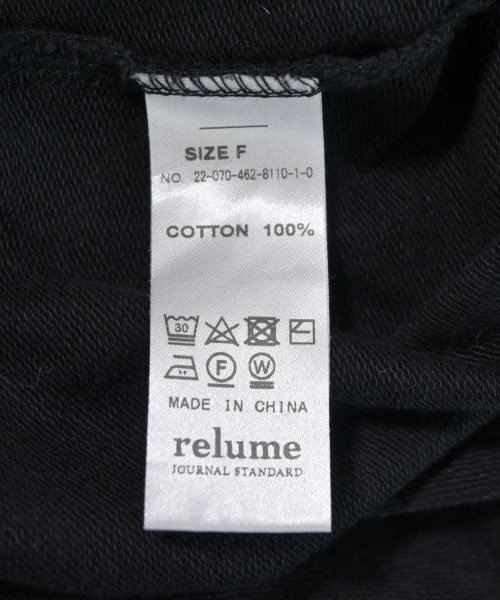 SIZE F
NO. 22-070-462-8110-1-0
COTTON 100%
30
F W
MADE IN CHINA
relume
JOURNAL STANDARD